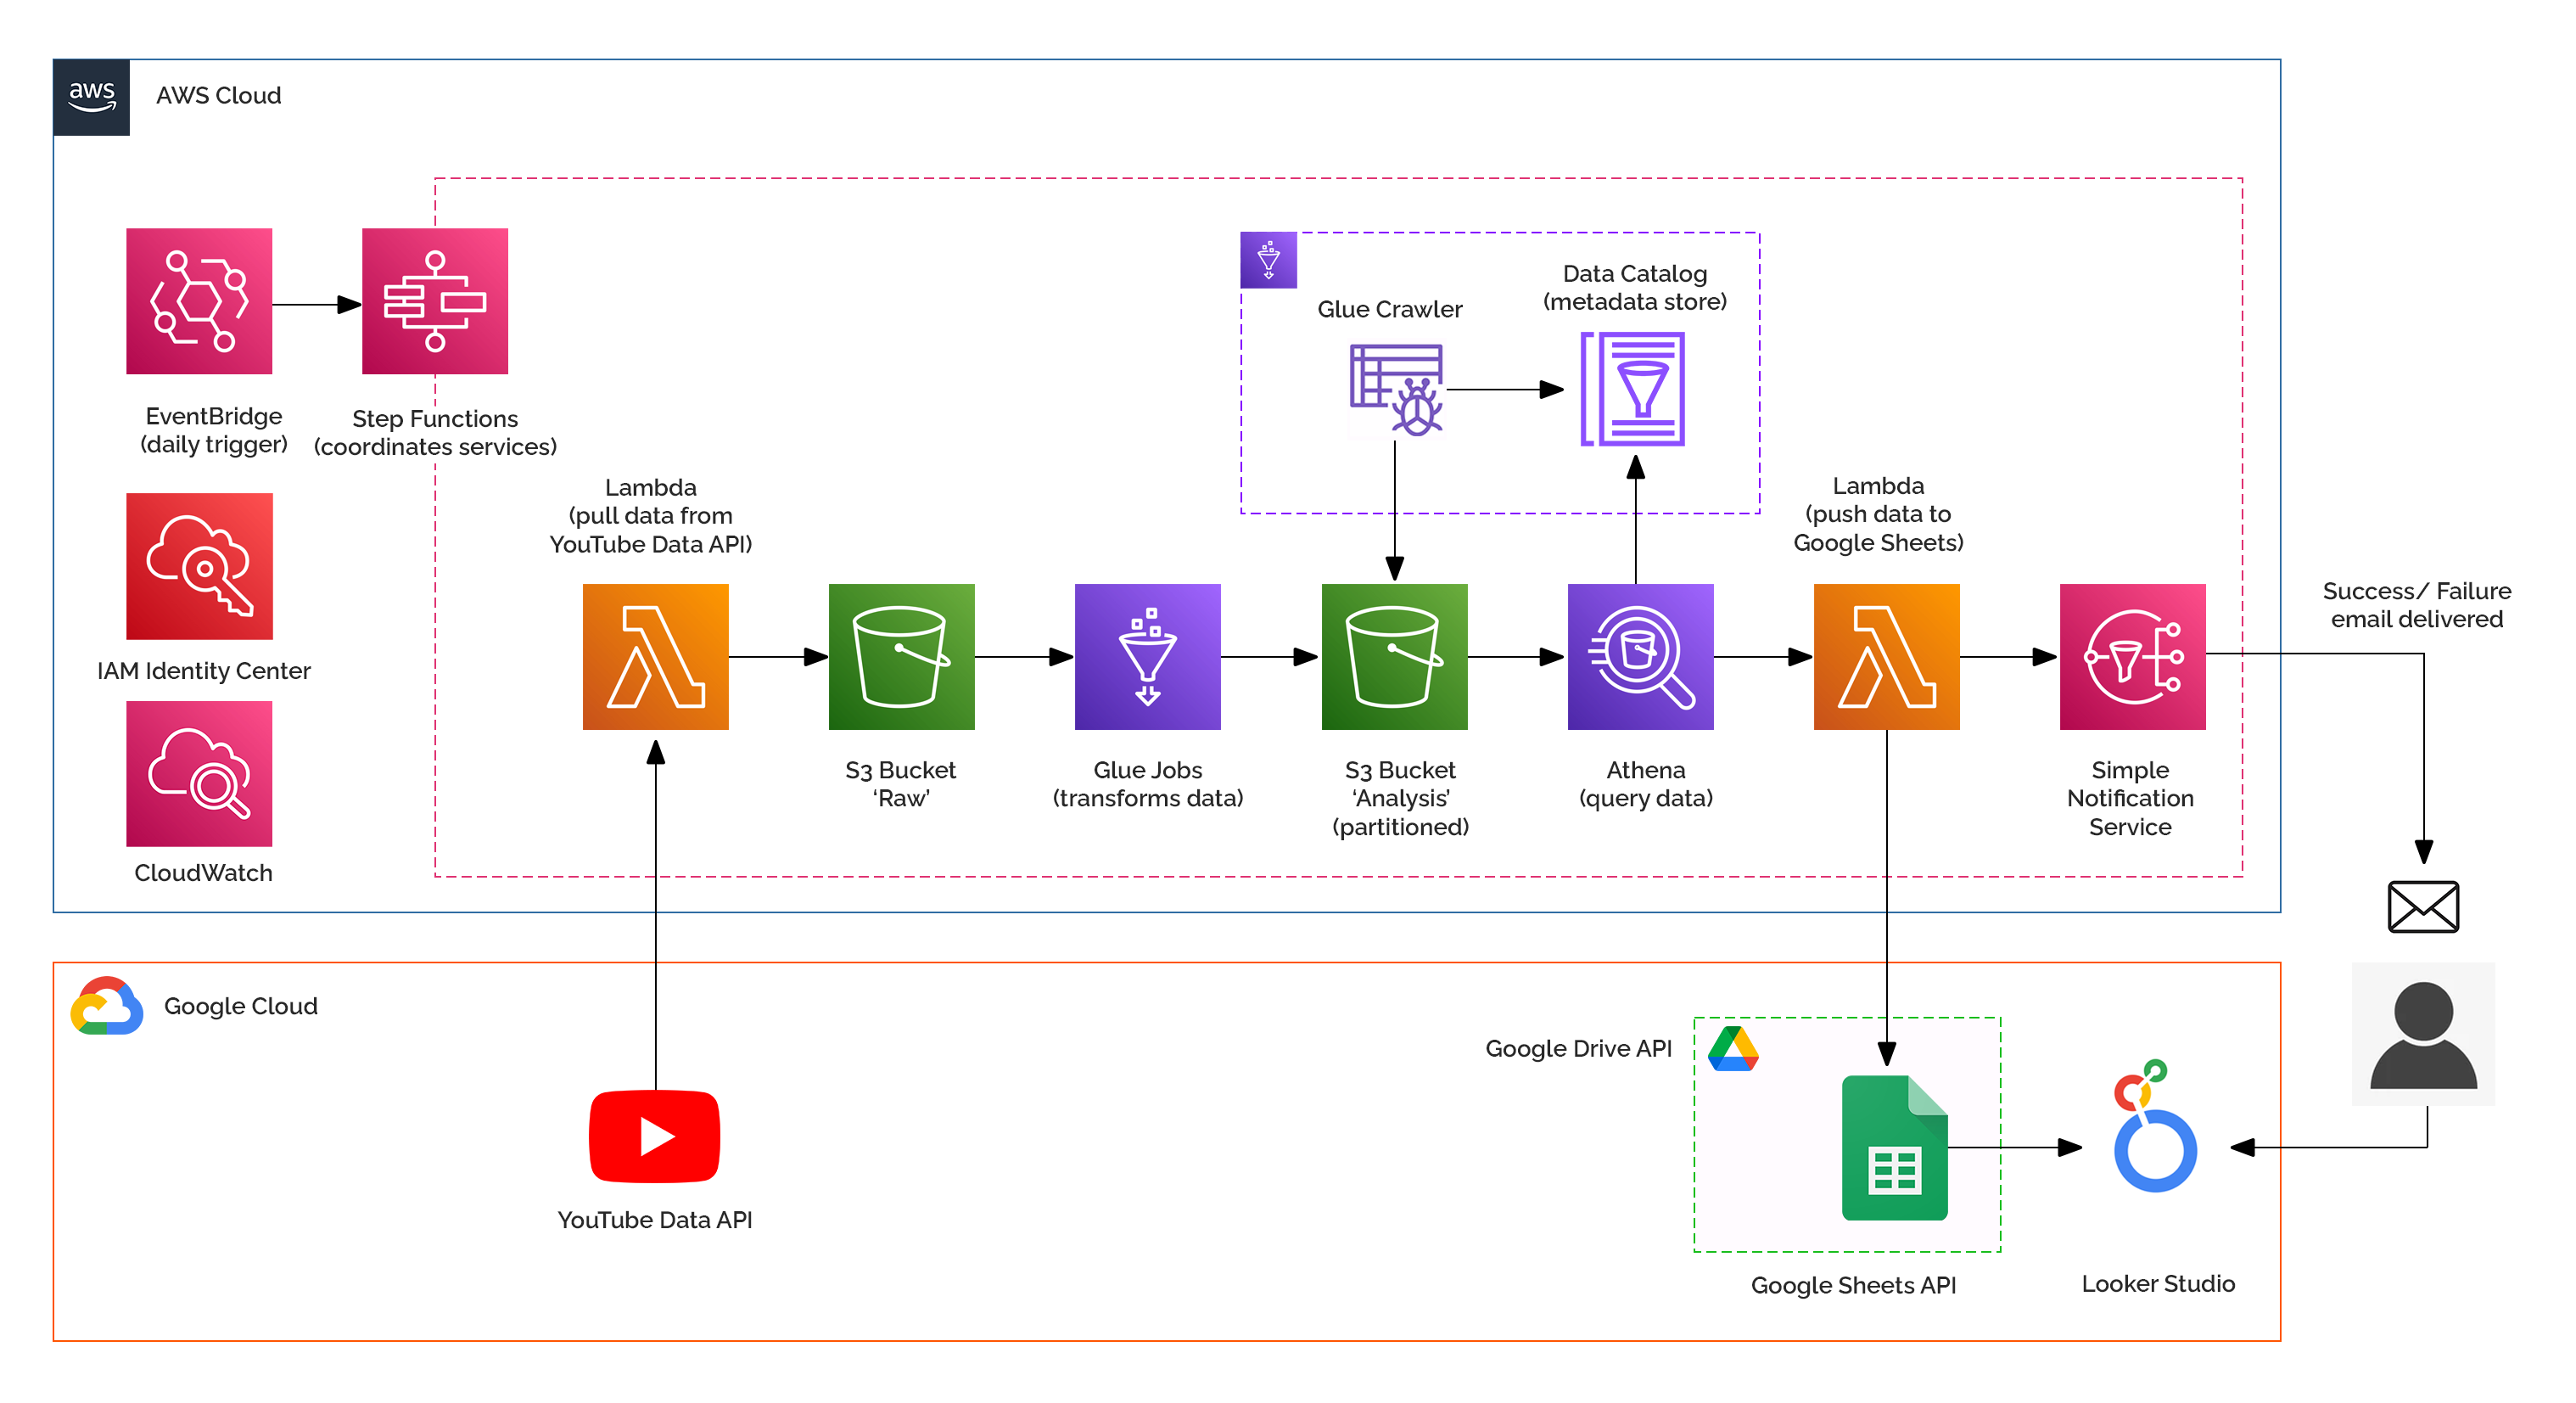 aws
AWS Cloud
EventBridge
(daily trigger)
Step Functions
(coordinates services)
IAM Identity Center
CloudWatch
Lambda
(pull data from
YouTube Data API)
S3 Bucket
‘Raw’
Glue Jobs
(transforms data)
Glue Crawler
Data Catalog
(metadata store)
S3 Bucket
‘Analysis’
(partitioned)
Athena
(query data)
Lambda
(push data to
Google Sheets)
Simple
Notification
Service
Success/ Failure
email delivered
Google Cloud
YouTube Data API
Google Drive API
Google Sheets API
Looker Studio